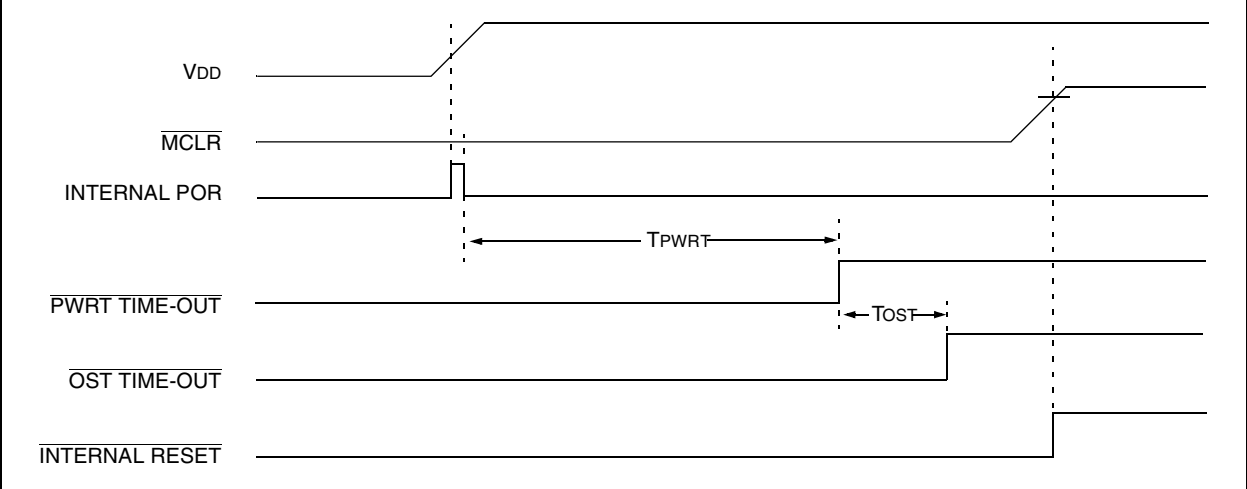 VDD
MCLR
INTERNAL POR
TPWRT
PWRT TIME-OUT
TOST
OST TIME-OUT
INTERNAL RESET